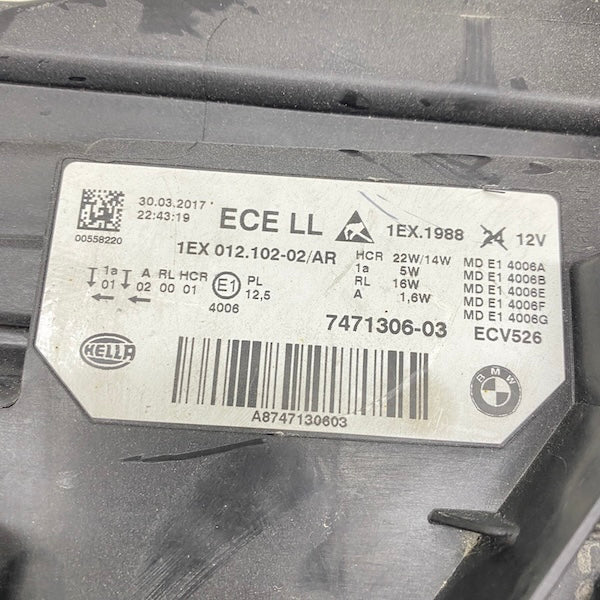 30.03.2017
22:43:19
00558220
ECE LL
1EX.1988 24 12V
1EX 012.102-02/AR
HCR 22W/14W
1a 5W
RL 16W
A 1,6W
MD E1 4006A
MD E1 4006B
MD E1 4006E
MD E1 4006F
MD E1 4006G
1a A RL HCR
01 02 00 01
E1
PL
12,5
4006
7471306-03
ECV526
HELLA
BMW
A8747130603